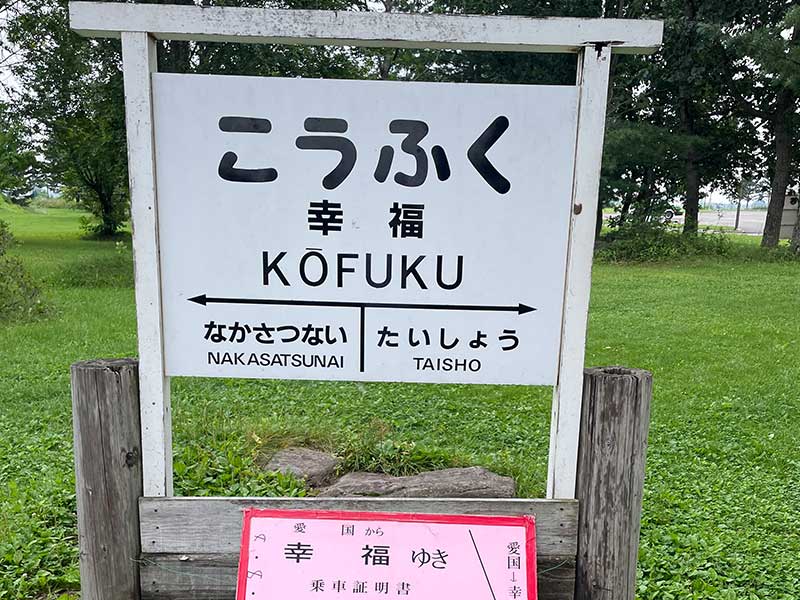 こうふく
幸福
KŌFUKU
なかさつない たいしょう
NAKASATSUNAI TAISHO
愛国から
幸福ゆき
乗車証明書
愛国→幸